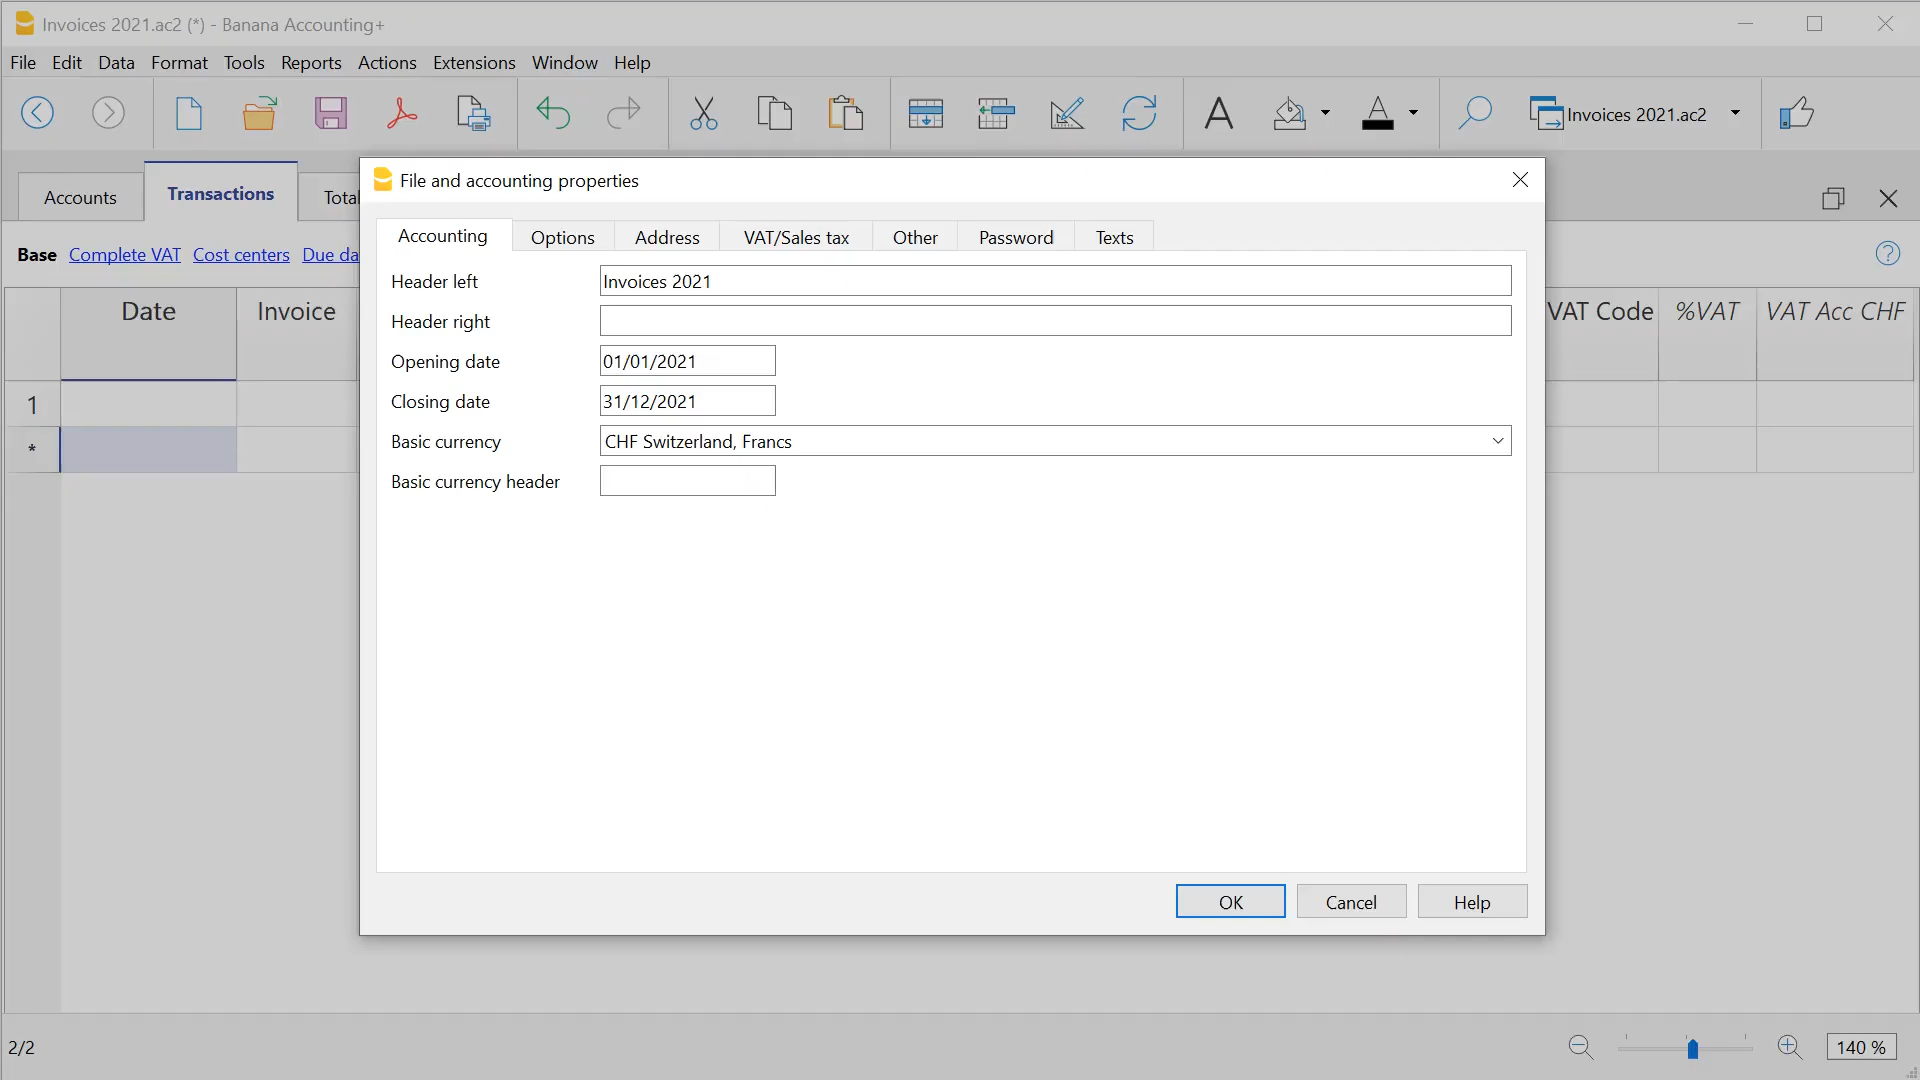 Invoices 2021.ac2 (*) - Banana Accounting+
File Edit Data Format Tools Reports Actions Extensions Window Help
Invoices 2021.ac2
Accounts Transactions Total
File and accounting properties
Base Complete VAT Cost centers Due da
Accounting Options Address VAT/Sales tax Other Password Texts
Header left Invoices 2021
Header right
Opening date 01/01/2021
Closing date 31/12/2021
Basic currency CHF Switzerland, Francs
Basic currency header
Date Invoice VAT Code %VAT VAT Acc CHF
1
*
OK Cancel Help
2/2
140 %